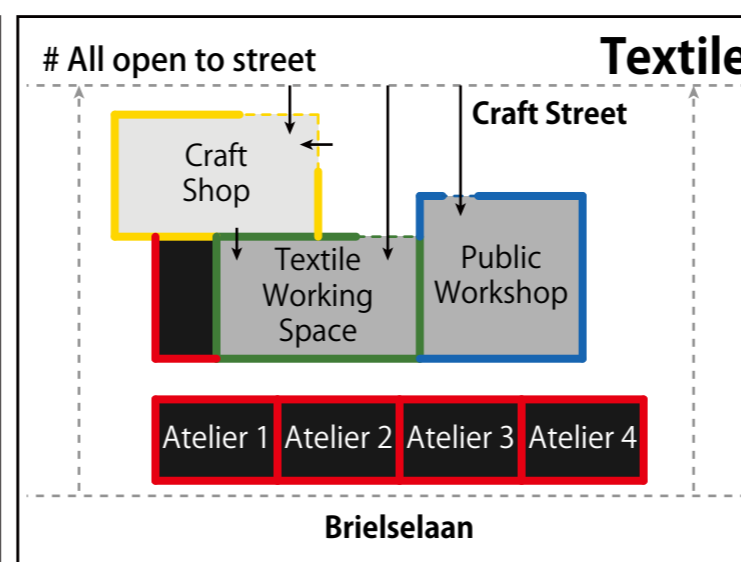 # All open to street
Textile
Craft Street
Craft
Shop
Textile
Working
Space
Public
Workshop
Atelier 1
Atelier 2
Atelier 3
Atelier 4
Brielselaan